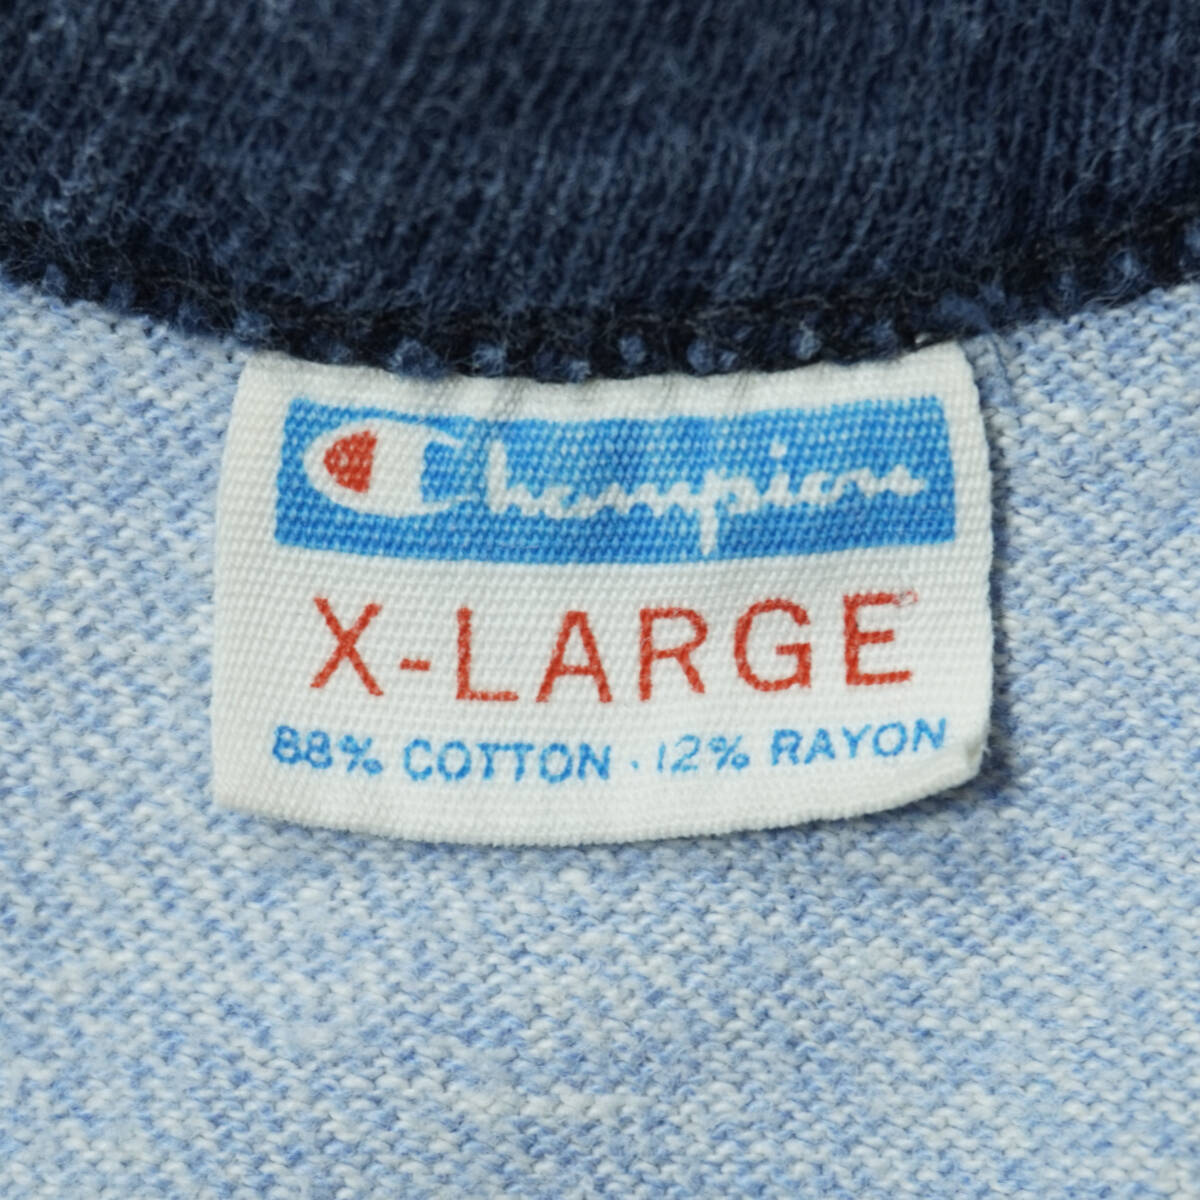 Champion
X-LARGE
88% COTTON · 12% RAYON